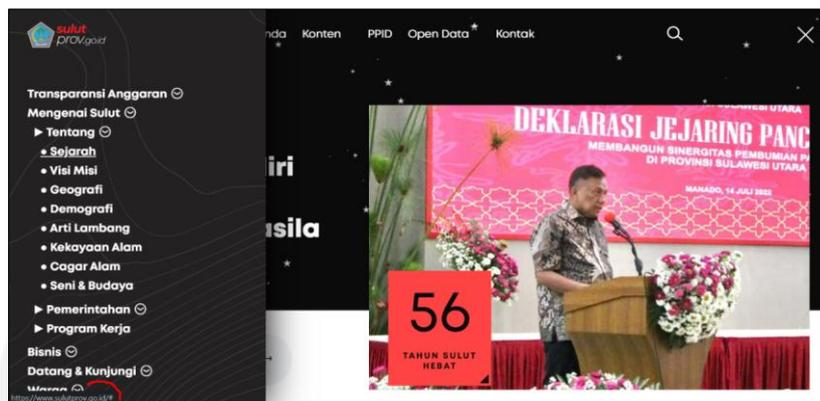 sulut
prov.go.id
nda Konten PPID Open Data* Kontak
Transparansi Anggaran
Mengenai Sulut
▶ Tentang
• Sejarah
• Visi Misi
• Geografi
• Demografi
• Arti Lambang
• Kekayaan Alam
• Cagar Alam
• Seni & Budaya
▶ Pemerintahan
▶ Program Kerja
Bisnis
Datang & Kunjungi
Warga
https://www.sulutprov.go.id/#
iri
asila
DEKLARASI JEJARING PANC
MEMBANGUN SINERGITAS PEMBUMIAN PA
DI PROVINSI SULAWESI UTARA
MANADO, 14 JULI 2022
56
TAHUN SULUT
HEBAT